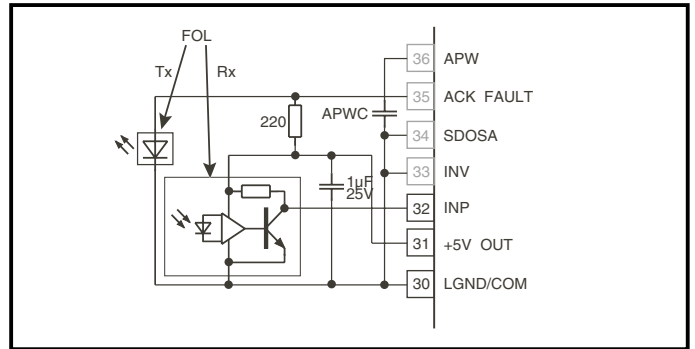 FOL
Tx Rx
36 APW
35 ACK FAULT
APWC
220
34 SDOSA
33 INV
1µF
25V
32 INP
31 +5V OUT
30 LGND/COM